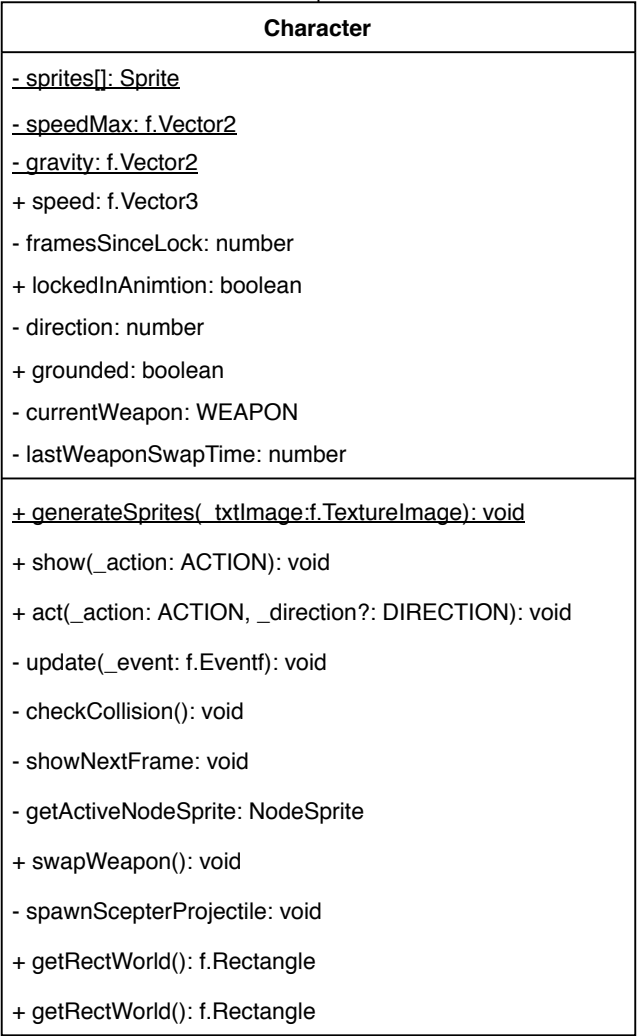 Character
- sprites[]: Sprite
- speedMax: f.Vector2
- gravity: f.Vector2
+ speed: f.Vector3
- framesSinceLock: number
+ lockedInAnimtion: boolean
- direction: number
+ grounded: boolean
- currentWeapon: WEAPON
- lastWeaponSwapTime: number
+ generateSprites(_txtImage:f.TextureImage): void
+ show(_action: ACTION): void
+ act(_action: ACTION, _direction?: DIRECTION): void
- update(_event: f.Eventf): void
- checkCollision(): void
- showNextFrame: void
- getActiveNodeSprite: NodeSprite
+ swapWeapon(): void
- spawnScepterProjectile: void
+ getRectWorld(): f.Rectangle
+ getRectWorld(): f.Rectangle